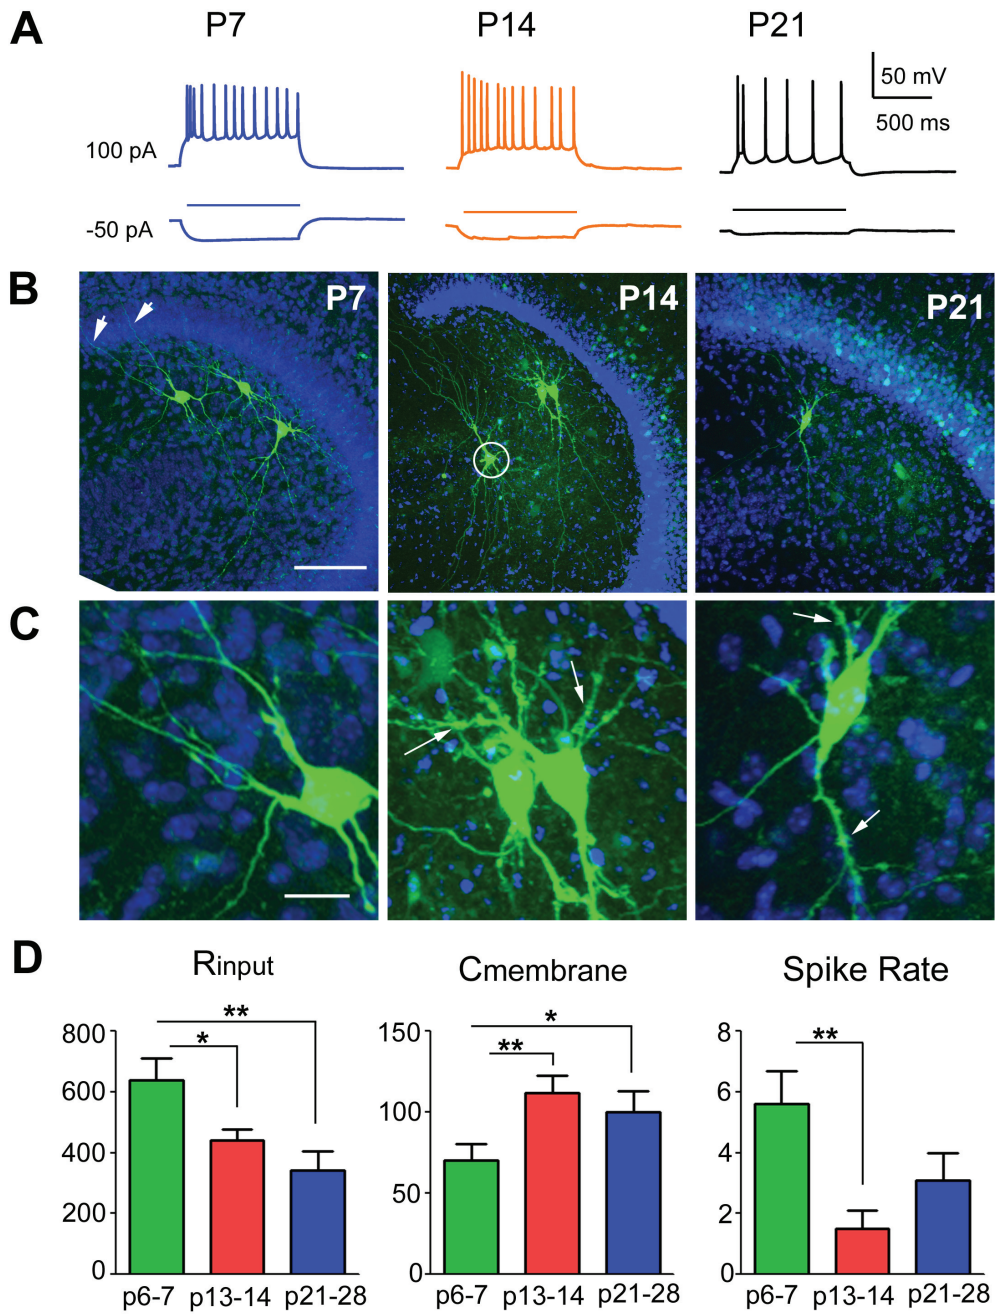 A
P7
P14
P21
50 mV
500 ms
100 pA
-50 pA
B
P7
P14
P21
C
D
Rinput
Cmembrane
Spike Rate
800
600
400
200
0
**
*
p6-7
p13-14
p21-28
150
100
50
0
*
**
p6-7
p13-14
p21-28
8
6
4
2
0
**
p6-7
p13-14
p21-28